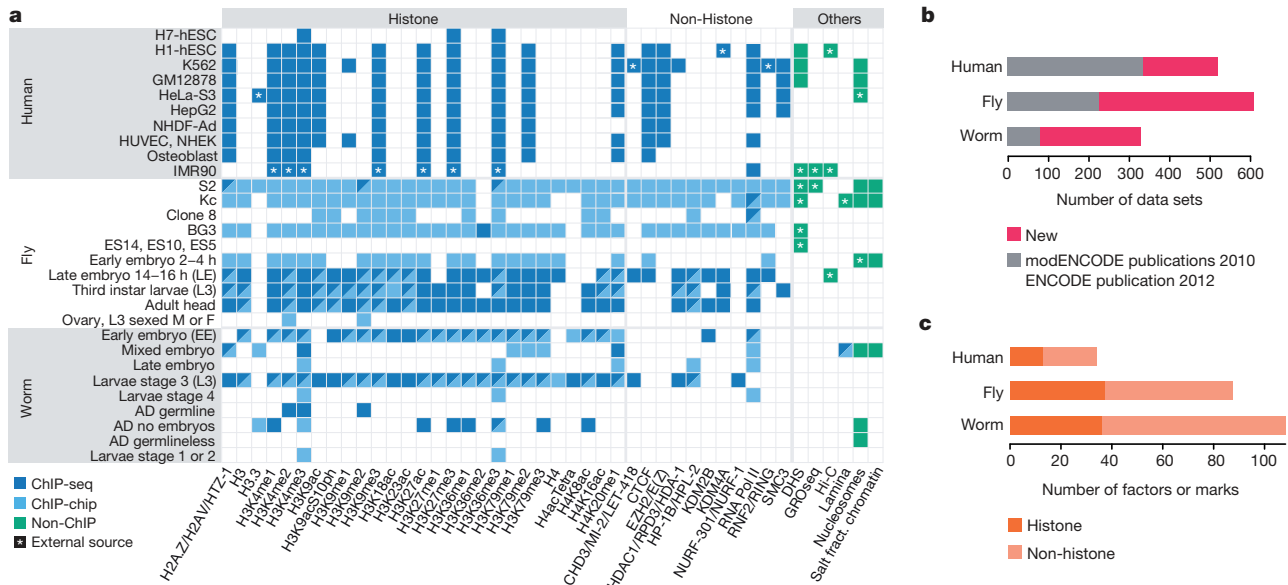 a
Histone
Non-Histone
Others
Human
H7-hESC
H1-hESC
K562
GM12878
HeLa-S3
HepG2
NHDF-Ad
HUVEC, NHEK
Osteoblast
IMR90
Fly
S2
Kc
Clone 8
BG3
ES14, ES10, ES5
Early embryo 2–4 h
Late embryo 14–16 h (LE)
Third instar larvae (L3)
Adult head
Ovary, L3 sexed M or F
Worm
Early embryo (EE)
Mixed embryo
Late embryo
Larvae stage 3 (L3)
Larvae stage 4
AD germline
AD no embryos
AD germlineless
Larvae stage 1 or 2
ChIP-seq
ChIP-chip
Non-ChIP
* External source
H2A.Z/H2AV/HTZ-1
H3
H3.3
H3K4me1
H3K4me2
H3K4me3
H3K9ac
H3K9acS10ph
H3K9me1
H3K9me2
H3K9me3
H3K18ac
H3K23ac
H3K27ac
H3K27me1
H3K27me3
H3K36me1
H3K36me2
H3K36me3
H3K79me1
H3K79me2
H3K79me3
H4
H4acTetra
H4K8ac
H4K16ac
H4K20me1
CHD3/MI-2/LET-418
CTCF
EZH2/E(Z)
HDAC1/RPD3/HDA-1
HP-1B/HPL-2
KDM2B
KDM4A
NURF-301/NURF-1
RNA Pol II
RNF2/RING
SMC3
DHS
GROseq
Hi-C
Lamina
Nucleosomes
Salt fract. chromatin
b
Human
Fly
Worm
0 100 200 300 400 500 600
Number of data sets
New
modENCODE publications 2010
ENCODE publication 2012
c
Human
Fly
Worm
0 20 40 60 80 100
Number of factors or marks
Histone
Non-histone